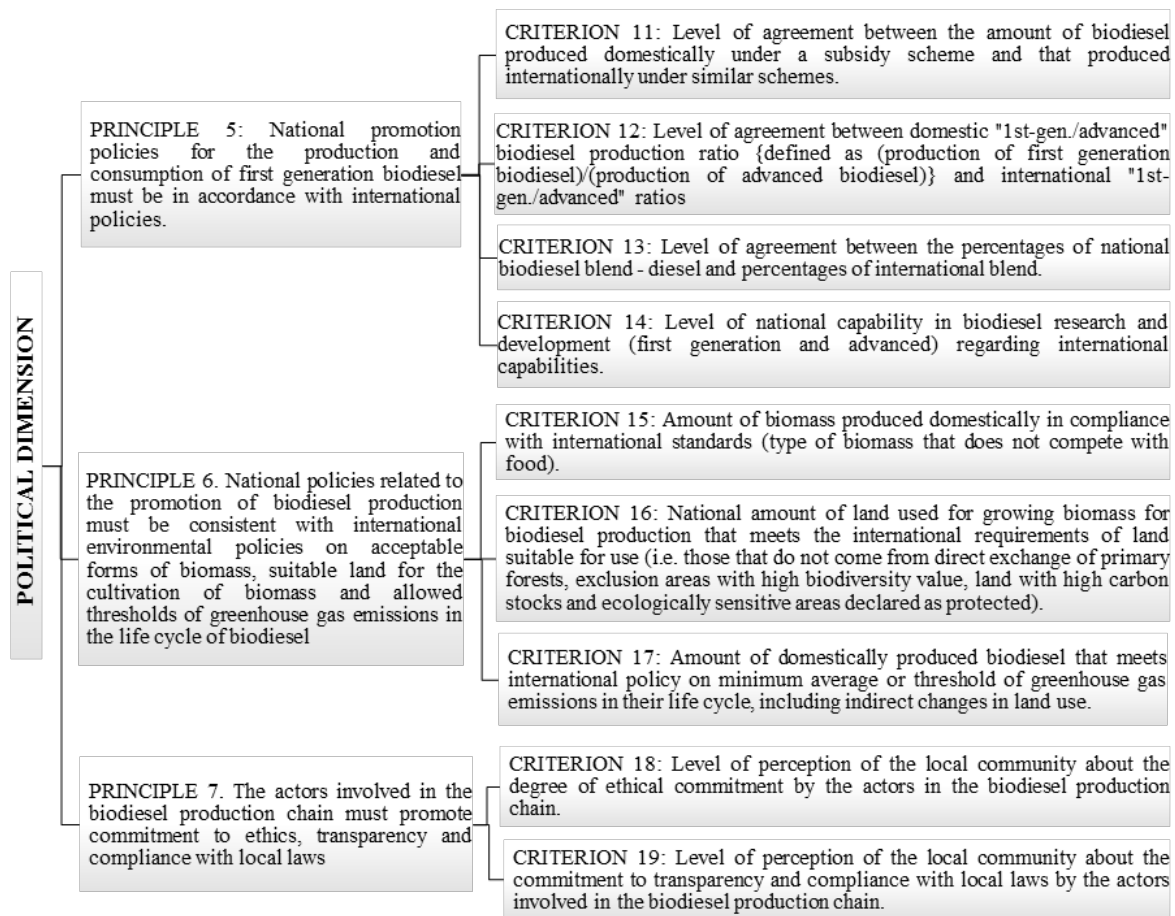 POLITICAL DIMENSION
PRINCIPLE 5: National promotion
policies for the production and
consumption of first generation biodiesel
must be in accordance with international
policies.
CRITERION 11: Level of agreement between the amount of biodiesel
produced domestically under a subsidy scheme and that produced
internationally under similar schemes.
CRITERION 12: Level of agreement between domestic "1st-gen./advanced"
biodiesel production ratio {defined as (production of first generation
biodiesel)/(production of advanced biodiesel)} and international "1st-
gen./advanced" ratios
CRITERION 13: Level of agreement between the percentages of national
biodiesel blend - diesel and percentages of international blend.
CRITERION 14: Level of national capability in biodiesel research and
development (first generation and advanced) regarding international
capabilities.
PRINCIPLE 6. National policies related to
the promotion of biodiesel production
must be consistent with international
environmental policies on acceptable
forms of biomass, suitable land for the
cultivation of biomass and allowed
thresholds of greenhouse gas emissions in
the life cycle of biodiesel
CRITERION 15: Amount of biomass produced domestically in compliance
with international standards (type of biomass that does not compete with
food).
CRITERION 16: National amount of land used for growing biomass for
biodiesel production that meets the international requirements of land
suitable for use (i.e. those that do not come from direct exchange of primary
forests, exclusion areas with high biodiversity value, land with high carbon
stocks and ecologically sensitive areas declared as protected).
CRITERION 17: Amount of domestically produced biodiesel that meets
international policy on minimum average or threshold of greenhouse gas
emissions in their life cycle, including indirect changes in land use.
PRINCIPLE 7. The actors involved in the
biodiesel production chain must promote
commitment to ethics, transparency and
compliance with local laws
CRITERION 18: Level of perception of the local community about the
degree of ethical commitment by the actors in the biodiesel production
chain.
CRITERION 19: Level of perception of the local community about the
commitment to transparency and compliance with local laws by the actors
involved in the biodiesel production chain.